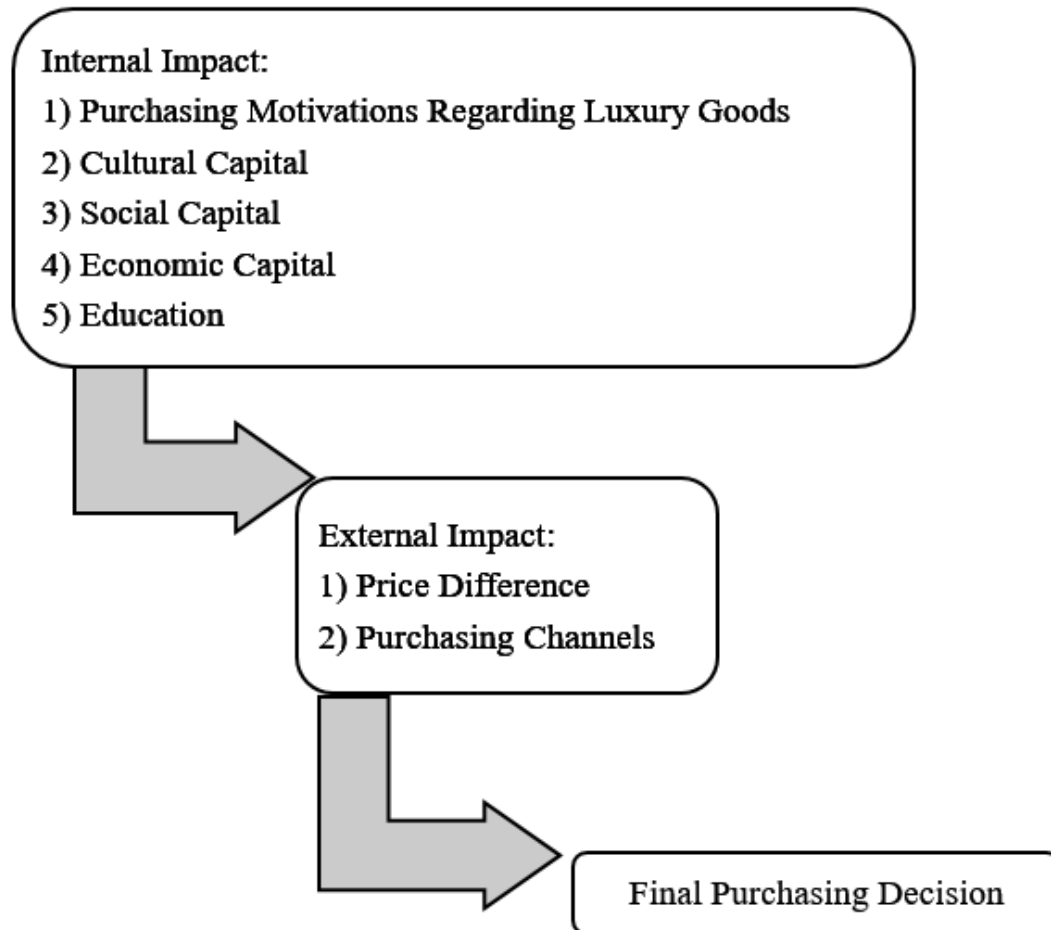 Internal Impact:
1) Purchasing Motivations Regarding Luxury Goods
2) Cultural Capital
3) Social Capital
4) Economic Capital
5) Education
External Impact:
1) Price Difference
2) Purchasing Channels
Final Purchasing Decision